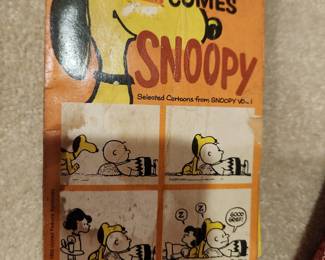 COMES
SNOOPY
Selected Cartoons from SNOOPY VOL. I
Z
Z
GOOD
GRIEF!